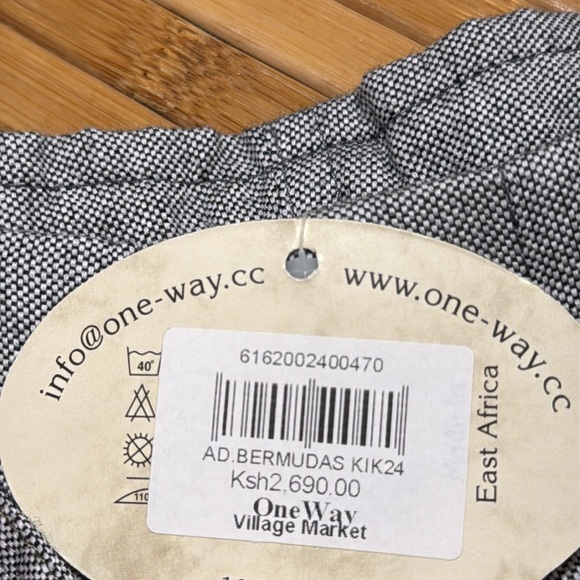 info@one-way.cc
www.one-way.cc
40°
110
6162002400470
AD.BERMUDAS KIK24
Ksh2,690.00
OneWay
Village Market
East Africa